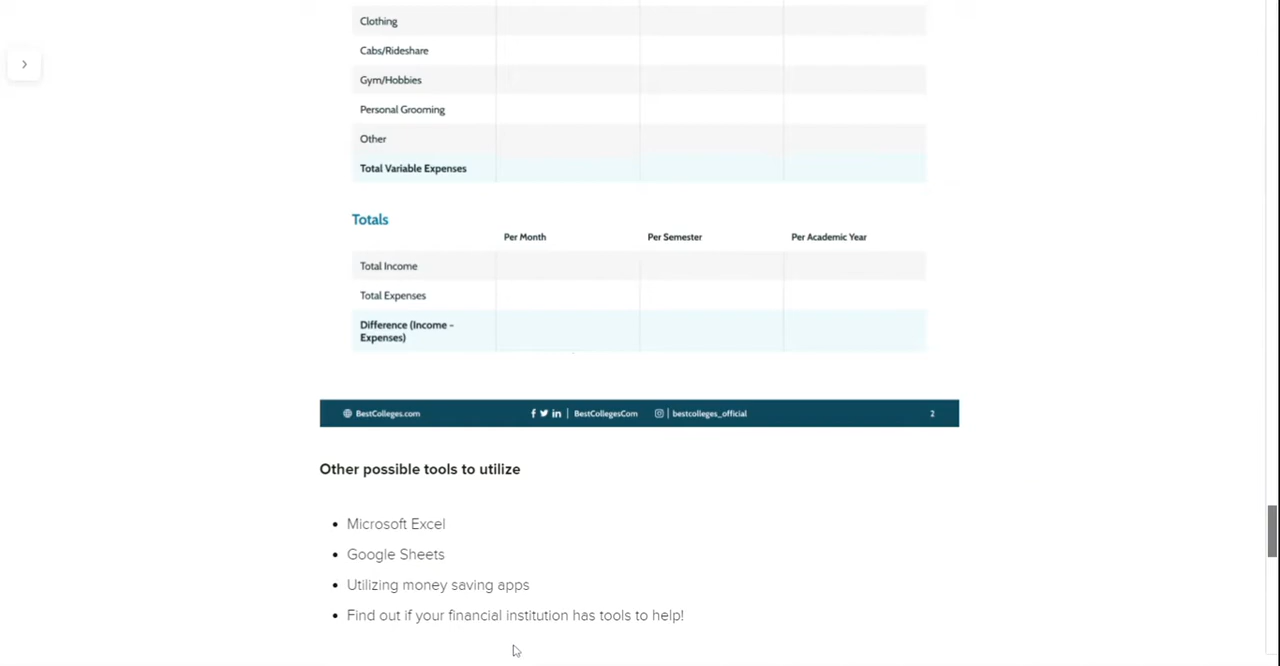 Clothing
Cabs/Rideshare
Gym/Hobbies
Personal Grooming
Other
Total Variable Expenses
Totals
Per Month Per Semester Per Academic Year
Total Income
Total Expenses
Difference (Income -
Expenses)
BestColleges.com BestCollegesCom bestcolleges_official 2
Other possible tools to utilize
• Microsoft Excel
• Google Sheets
• Utilizing money saving apps
• Find out if your financial institution has tools to help!